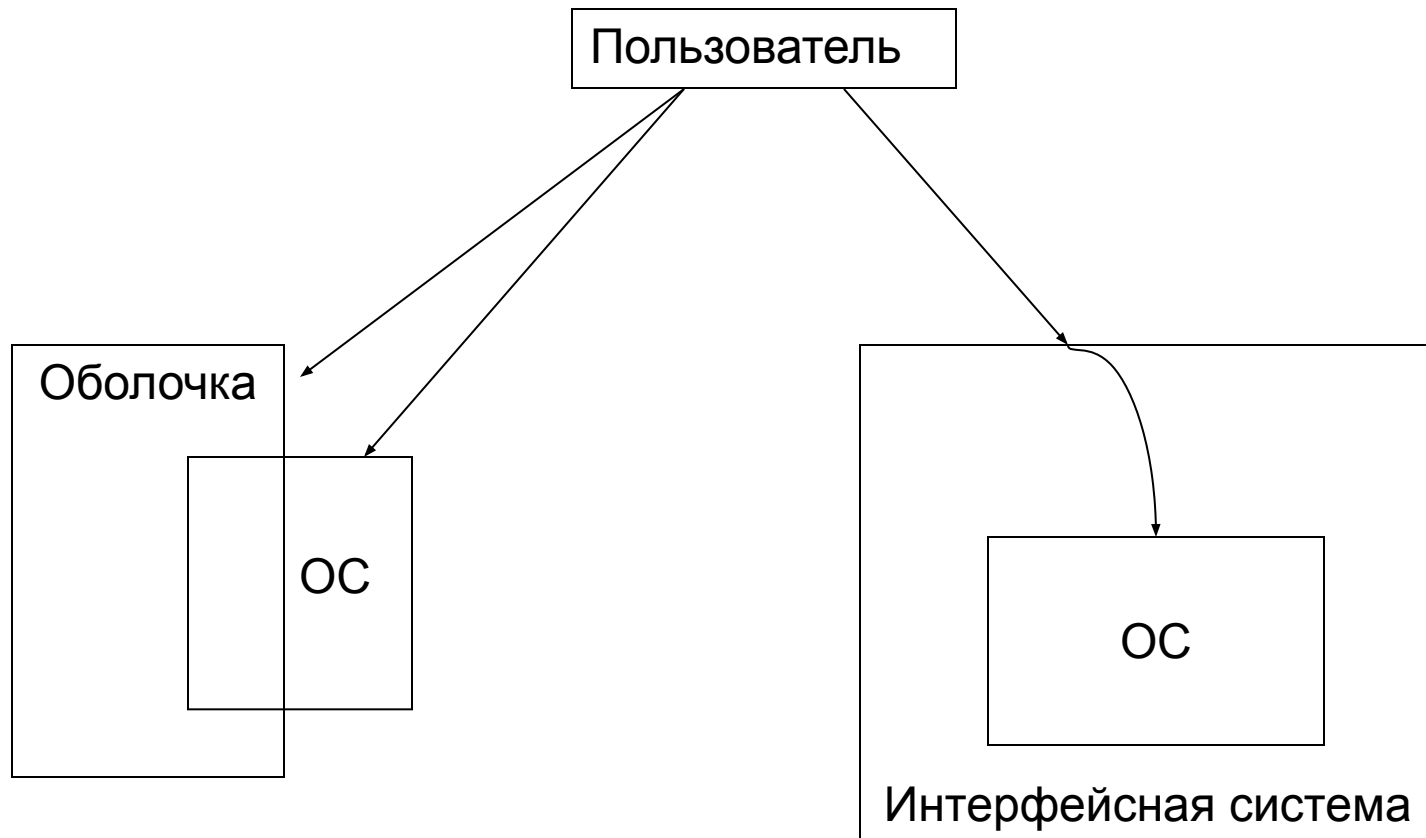 Пользователь
Оболочка
ОС
ОС
Интерфейсная система